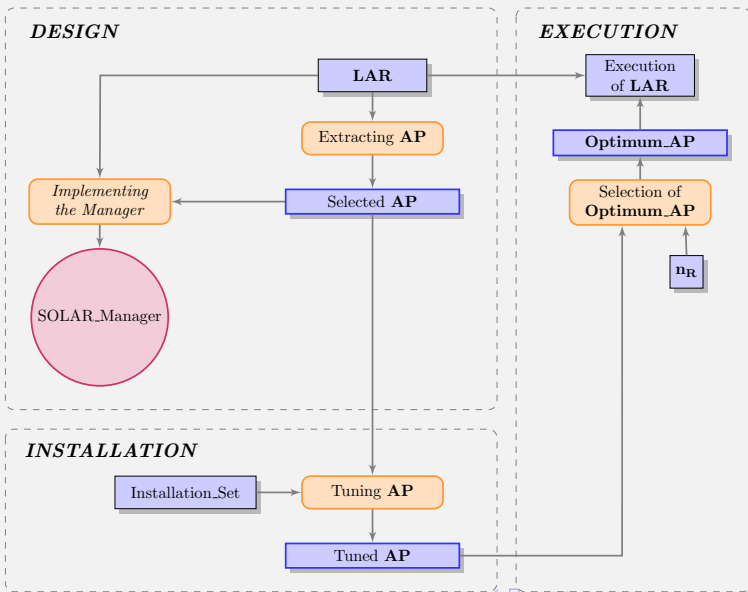 DESIGN
LAR
Extracting AP
Implementing
the Manager
Selected AP
SOLAR_Manager
INSTALLATION
Installation_Set
Tuning AP
Tuned AP
EXECUTION
Execution
of LAR
Optimum_AP
Selection of
Optimum_AP
n_R